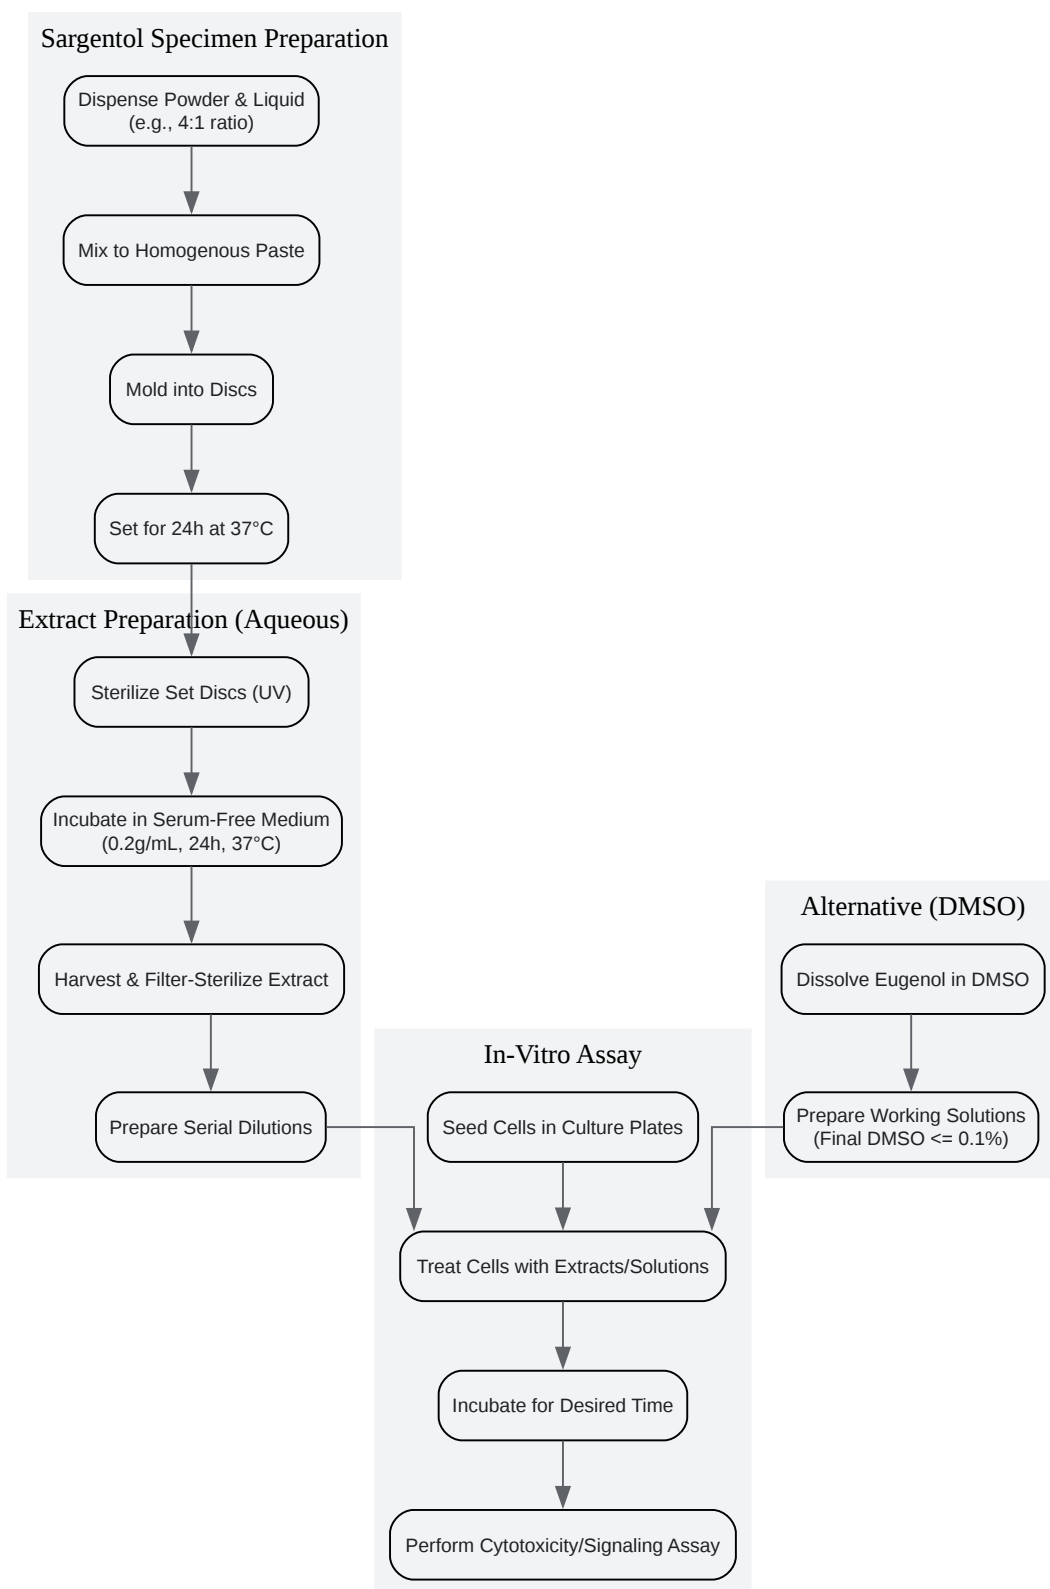 Sargentol Specimen Preparation
Dispense Powder & Liquid
(e.g., 4:1 ratio)
Mix to Homogenous Paste
Mold into Discs
Set for 24h at 37°C
Extract Preparation (Aqueous)
Sterilize Set Discs (UV)
Incubate in Serum-Free Medium
(0.2g/mL, 24h, 37°C)
Harvest & Filter-Sterilize Extract
Prepare Serial Dilutions
Alternative (DMSO)
Dissolve Eugenol in DMSO
Prepare Working Solutions
(Final DMSO <= 0.1%)
In-Vitro Assay
Seed Cells in Culture Plates
Treat Cells with Extracts/Solutions
Incubate for Desired Time
Perform Cytotoxicity/Signaling Assay